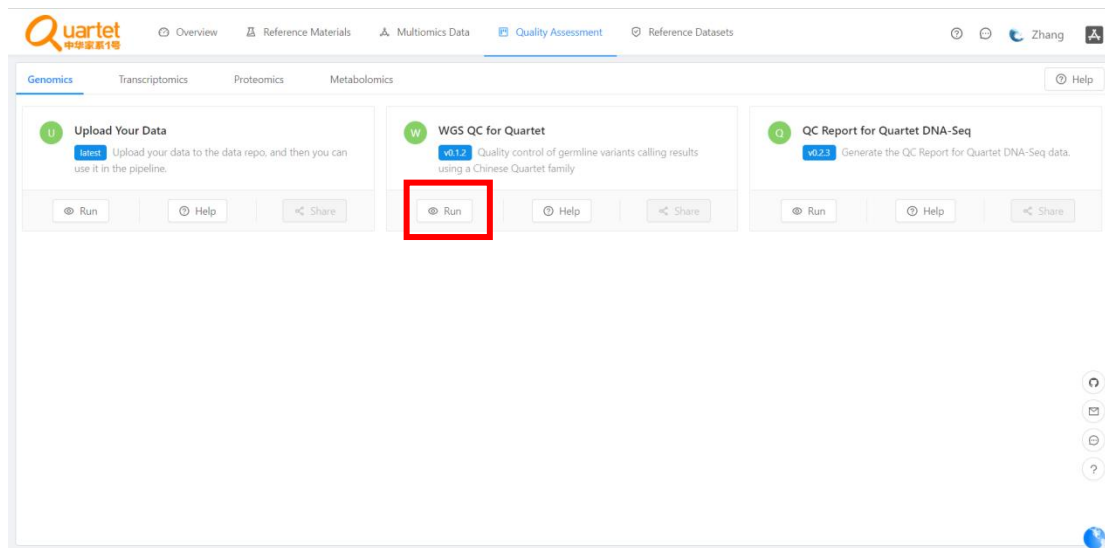 Quartet
中华家系1号
Overview
Reference Materials
Multiomics Data
Quality Assessment
Reference Datasets
Zhang
Genomics
Transcriptomics
Proteomics
Metabolomics
Help
U
Upload Your Data
latest Upload your data to the data repo, and then you can
use it in the pipeline.
Run
Help
Share
W
WGS QC for Quartet
v0.1.2 Quality control of germline variants calling results
using a Chinese Quartet family
Run
Help
Share
Q
QC Report for Quartet DNA-Seq
v0.2.3 Generate the QC Report for Quartet DNA-Seq data.
Run
Help
Share